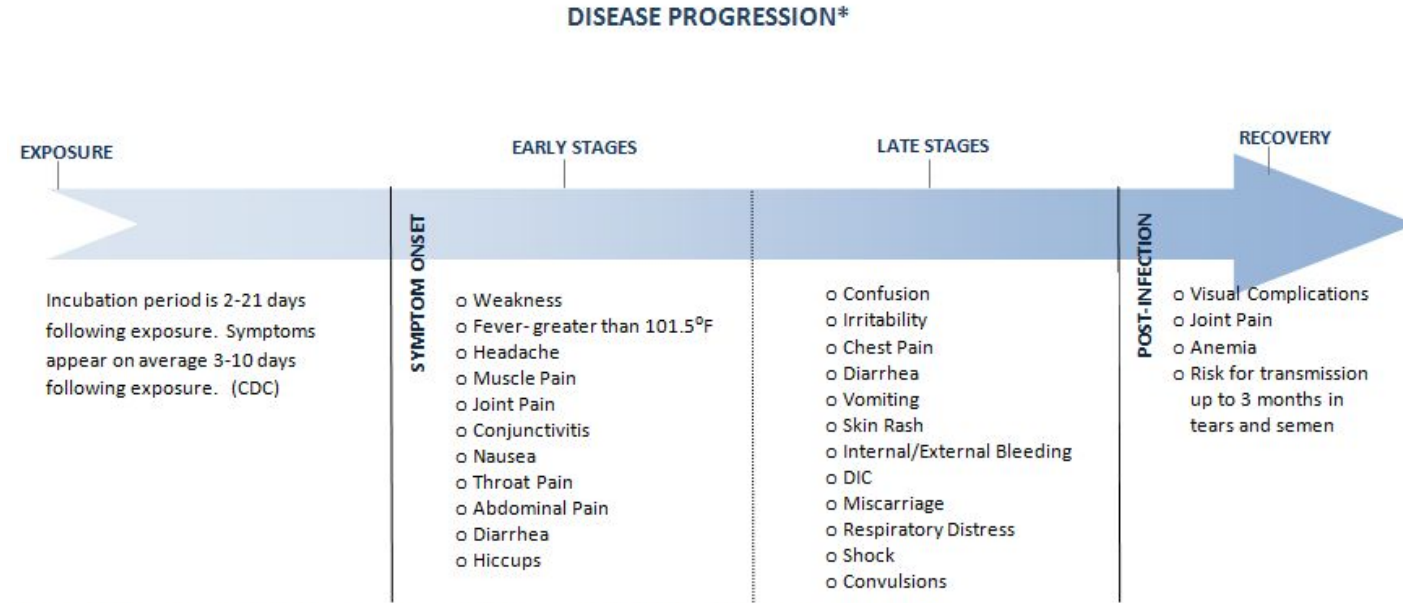 DISEASE PROGRESSION*
EXPOSURE
EARLY STAGES
LATE STAGES
RECOVERY
Incubation period is 2-21 days
following exposure. Symptoms
appear on average 3-10 days
following exposure. (CDC)
SYMPTOM ONSET
o Weakness
o Fever- greater than 101.5⁰F
o Headache
o Muscle Pain
o Joint Pain
o Conjunctivitis
o Nausea
o Throat Pain
o Abdominal Pain
o Diarrhea
o Hiccups
o Confusion
o Irritability
o Chest Pain
o Diarrhea
o Vomiting
o Skin Rash
o Internal/External Bleeding
o DIC
o Miscarriage
o Respiratory Distress
o Shock
o Convulsions
POST-INFECTION
o Visual Complications
o Joint Pain
o Anemia
o Risk for transmission
up to 3 months in
tears and semen